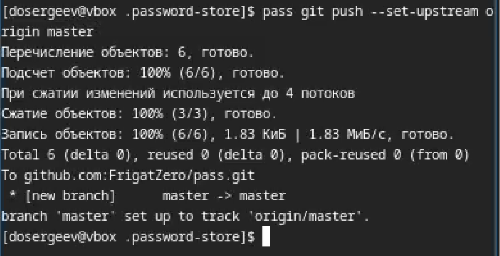 [dosergeev@vbox .password-store]$ pass git push --set-upstream o
rigin master
Перечисление объектов: 6, готово.
Подсчет объектов: 100% (6/6), готово.
При сжатии изменений используется до 4 потоков
Сжатие объектов: 100% (3/3), готово.
Запись объектов: 100% (6/6), 1.83 КиБ | 1.83 МиБ/с, готово.
Total 6 (delta 0), reused 0 (delta 0), pack-reused 0 (from 0)
To github.com:FrigatZero/pass.git
 * [new branch]      master -> master
branch 'master' set up to track 'origin/master'.
[dosergeev@vbox .password-store]$